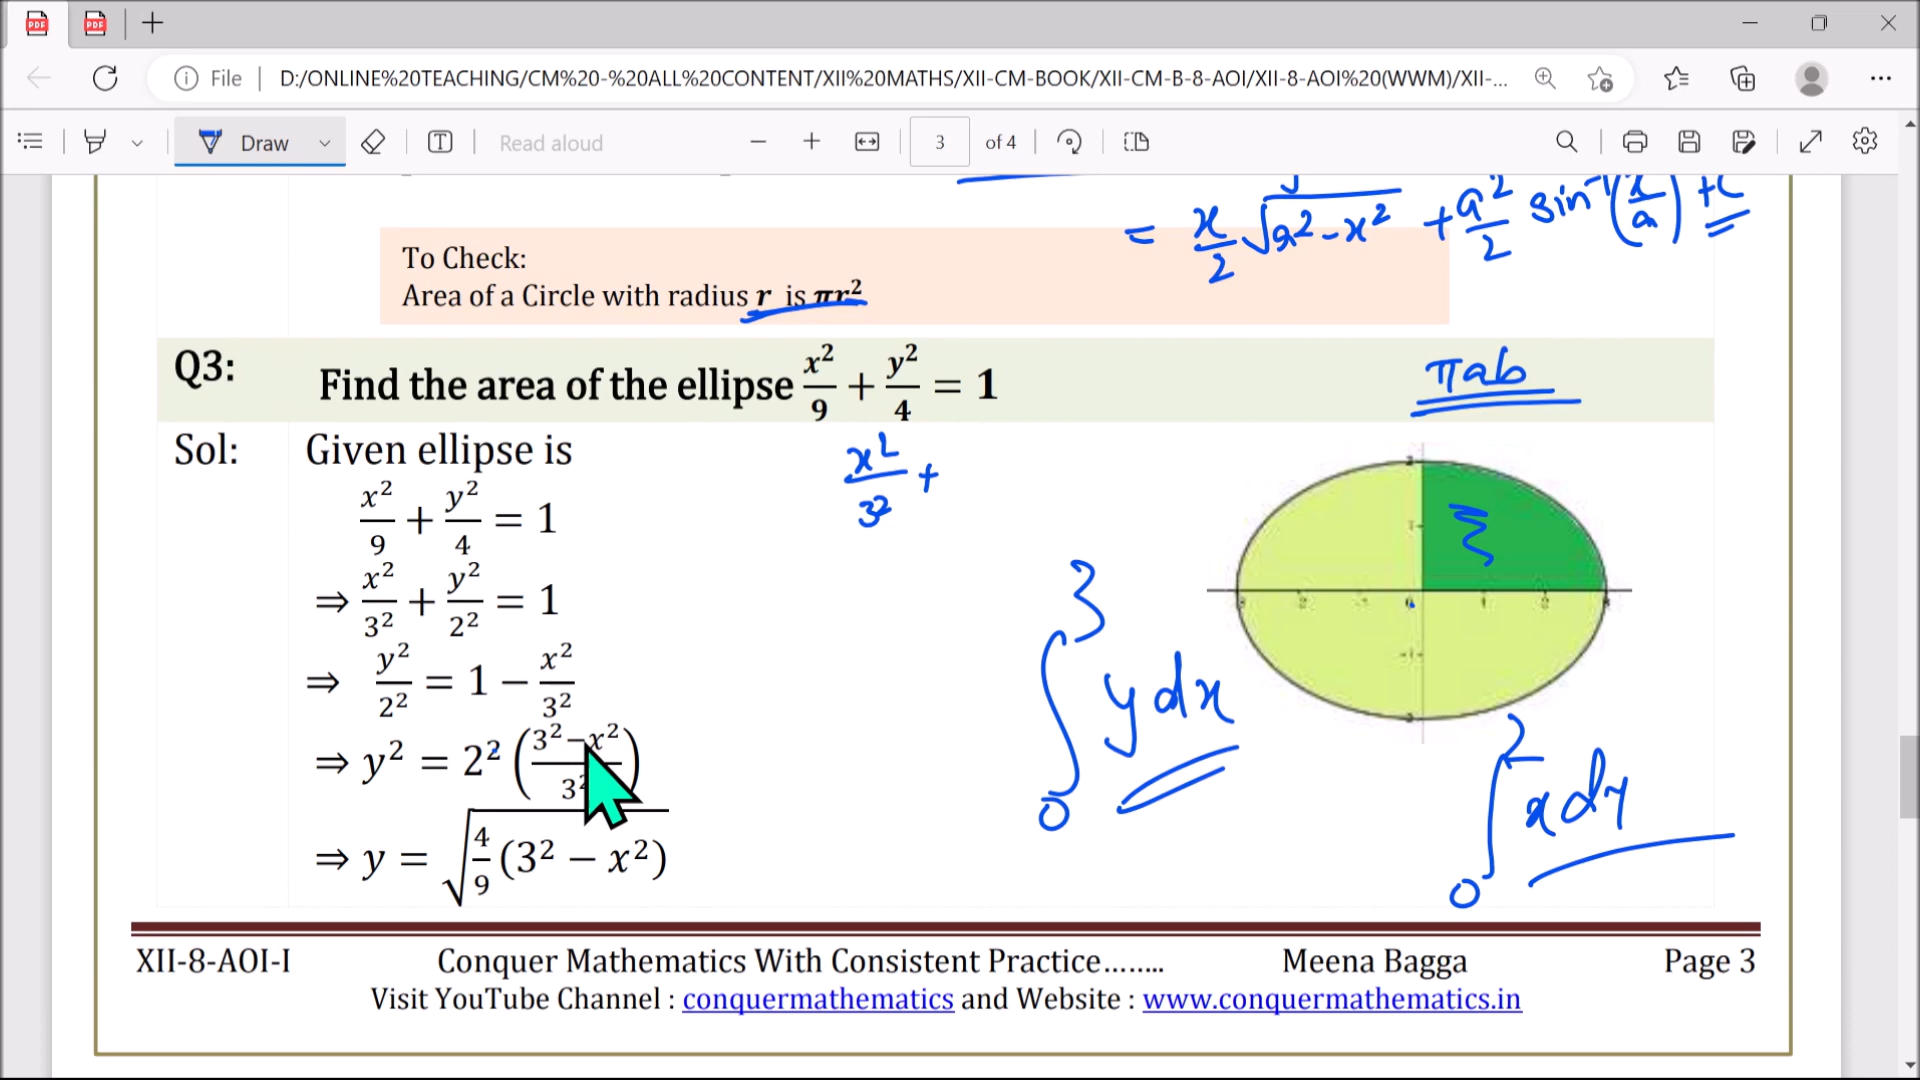 File | D:/ONLINE%20TEACHING/CM%20-%20ALL%20CONTENT/XII%20MATHS/XII-CM-BOOK/XII-CM-B-8-AOI/XII-8-AOI%20(WWM)/XII-...
Draw
T
Read aloud
3 of 4
= x/2 √(a² - x²) + a²/2 sin⁻¹(x/a) + c
To Check:
Area of a Circle with radius r is πr²
Q3: Find the area of the ellipse x²/9 + y²/4 = 1
πab
Sol: Given ellipse is
x²/9 + y²/4 = 1
x²/3² +
⇒ x²/3² + y²/2² = 1
⇒ y²/2² = 1 − x²/3²
⇒ y² = 2² (3²−x²/3²)
⇒ y = √(4/9 (3² − x²))
∫₀³ y dx
∫₀² x dy
XII-8-AOI-I Conquer Mathematics With Consistent Practice........ Meena Bagga Page 3
Visit YouTube Channel : conquermathematics and Website : www.conquermathematics.in